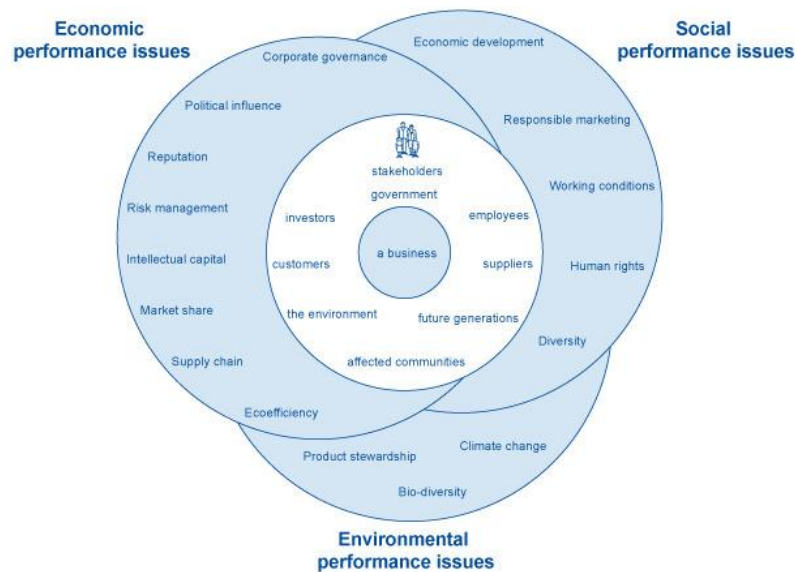 Economic
performance issues
Social
performance issues
Economic development
Corporate governance
Political influence
Responsible marketing
Reputation
stakeholders
Working conditions
government
Risk management
investors
employees
a business
Intellectual capital
customers
suppliers
Human rights
Market share
the environment
future generations
Diversity
Supply chain
affected communities
Ecoefficiency
Climate change
Product stewardship
Bio-diversity
Environmental
performance issues